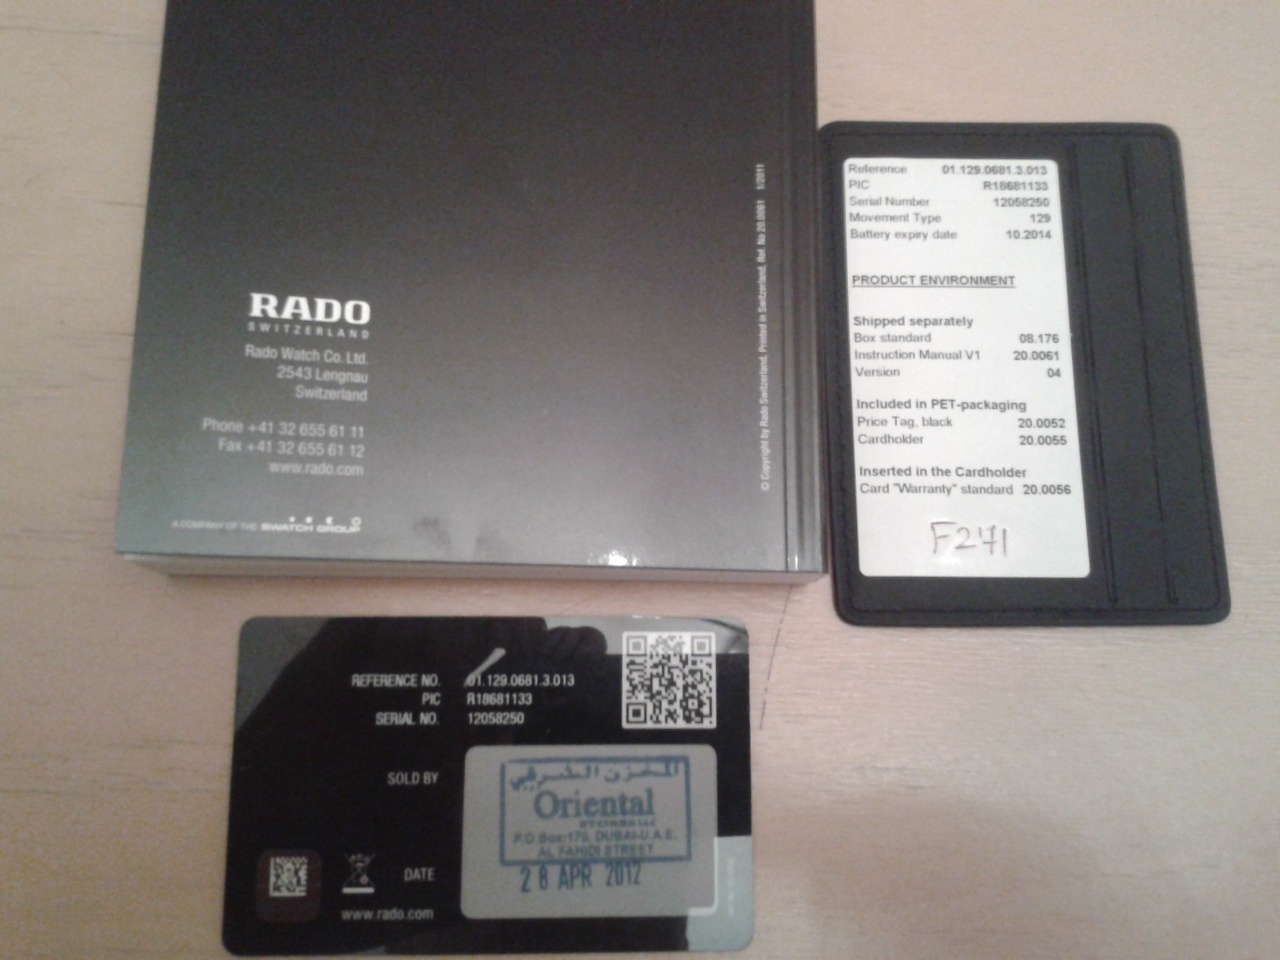 RADO
SWITZERLAND
Rado Watch Co. Ltd.
2543 Lengnau
Switzerland
Phone +41 32 655 61 11
Fax +41 32 655 61 12
www.rado.com
A COMPANY OF THE SWATCH GROUP
© Copyright by Rado Switzerland, Printed in Switzerland, Ref. No 20.0061 1/2011
Reference 01.129.0681.3.013
PIC R18681133
Serial Number 12058250
Movement Type 129
Battery expiry date 10.2014
PRODUCT ENVIRONMENT
Shipped separately
Box standard 08.176
Instruction Manual V1 20.0061
Version 04
Included in PET-packaging
Price Tag, black 20.0052
Cardholder 20.0055
Inserted in the Cardholder
Card "Warranty" standard 20.0056
F241
REFERENCE NO. 01.129.0681.3.013
PIC R18681133
SERIAL NO. 12058250
SOLD BY
المخزن الشرقي
Oriental
STORES LLC
P.O Box:170, DUBAI-U.A.E,
AL FAHIDI STREET
DATE 28 APR 2012
www.rado.com